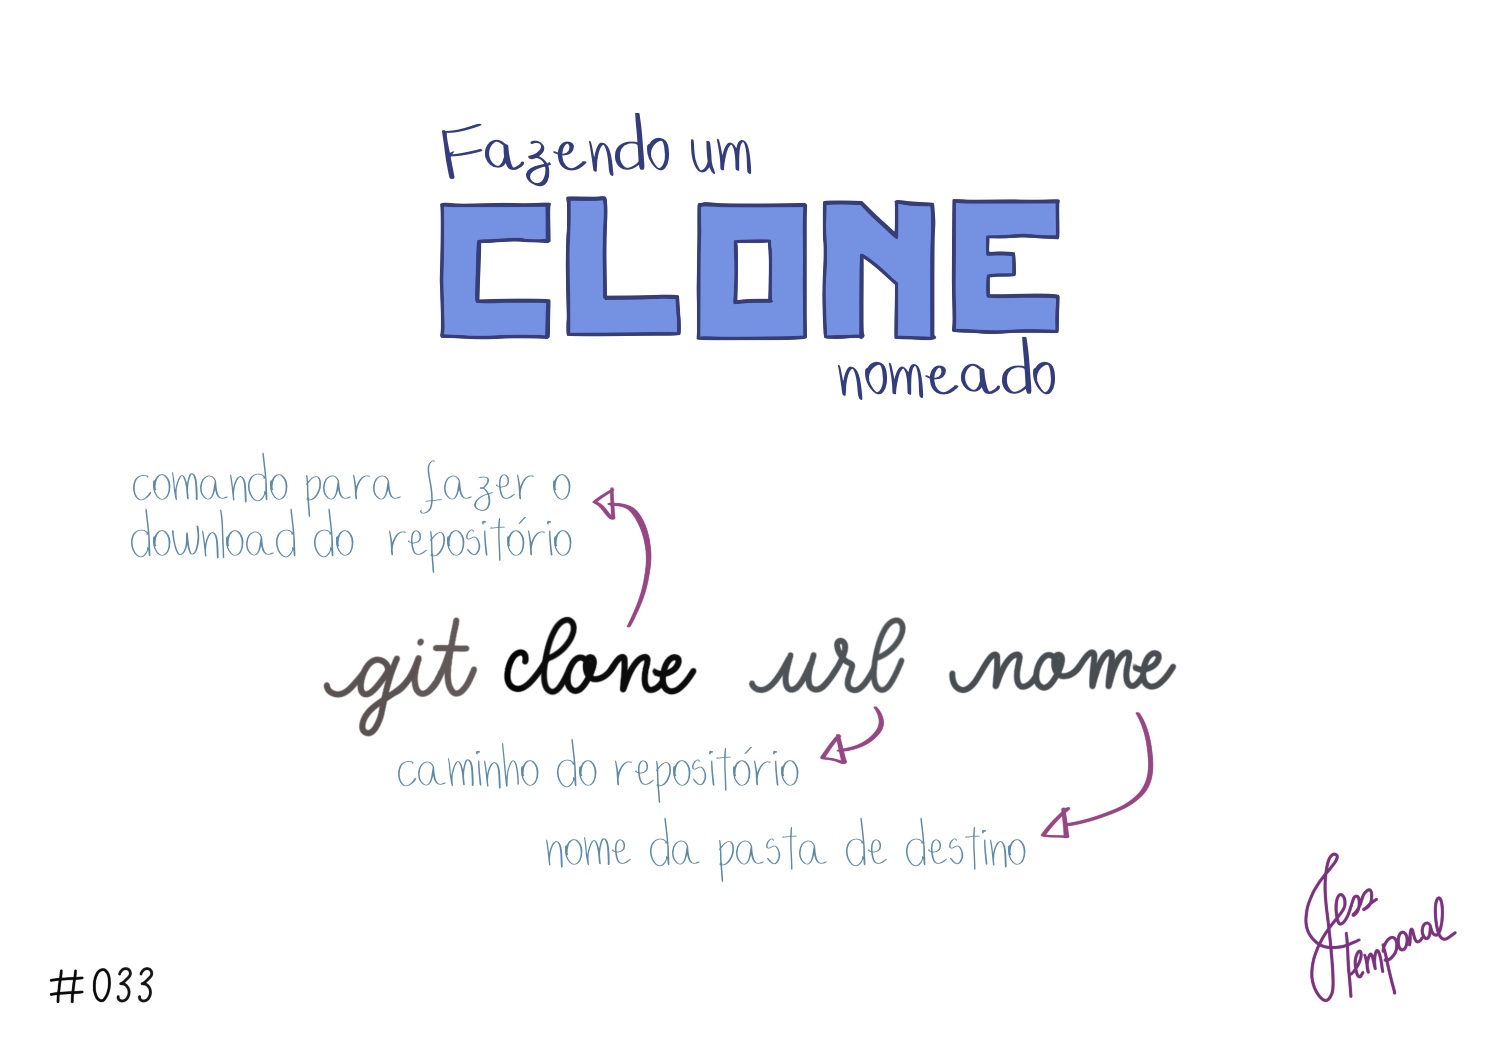 Fazendo um
CLONE
nomeado
comando para fazer o
download do repositório
git clone url nome
caminho do repositório
nome da pasta de destino
Jess
temporal
#033